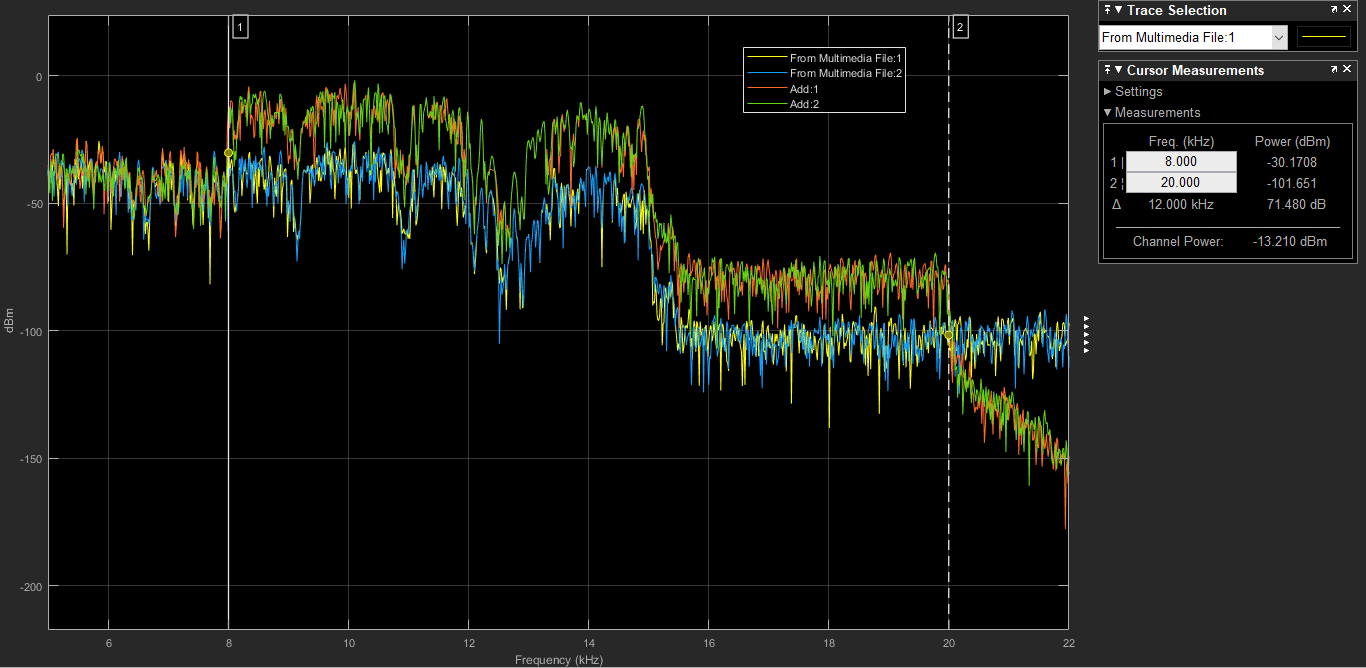 1
2
0
-50
-100
-150
-200
dBm
6
8
10
12
14
16
18
20
22
Frequency (kHz)
From Multimedia File:1
From Multimedia File:2
Add:1
Add:2
Trace Selection
From Multimedia File:1
Cursor Measurements
Settings
Measurements
Freq. (kHz) Power (dBm)
1 8.000 -30.1708
2 20.000 -101.651
Δ 12.000 kHz 71.480 dB
Channel Power: -13.210 dBm